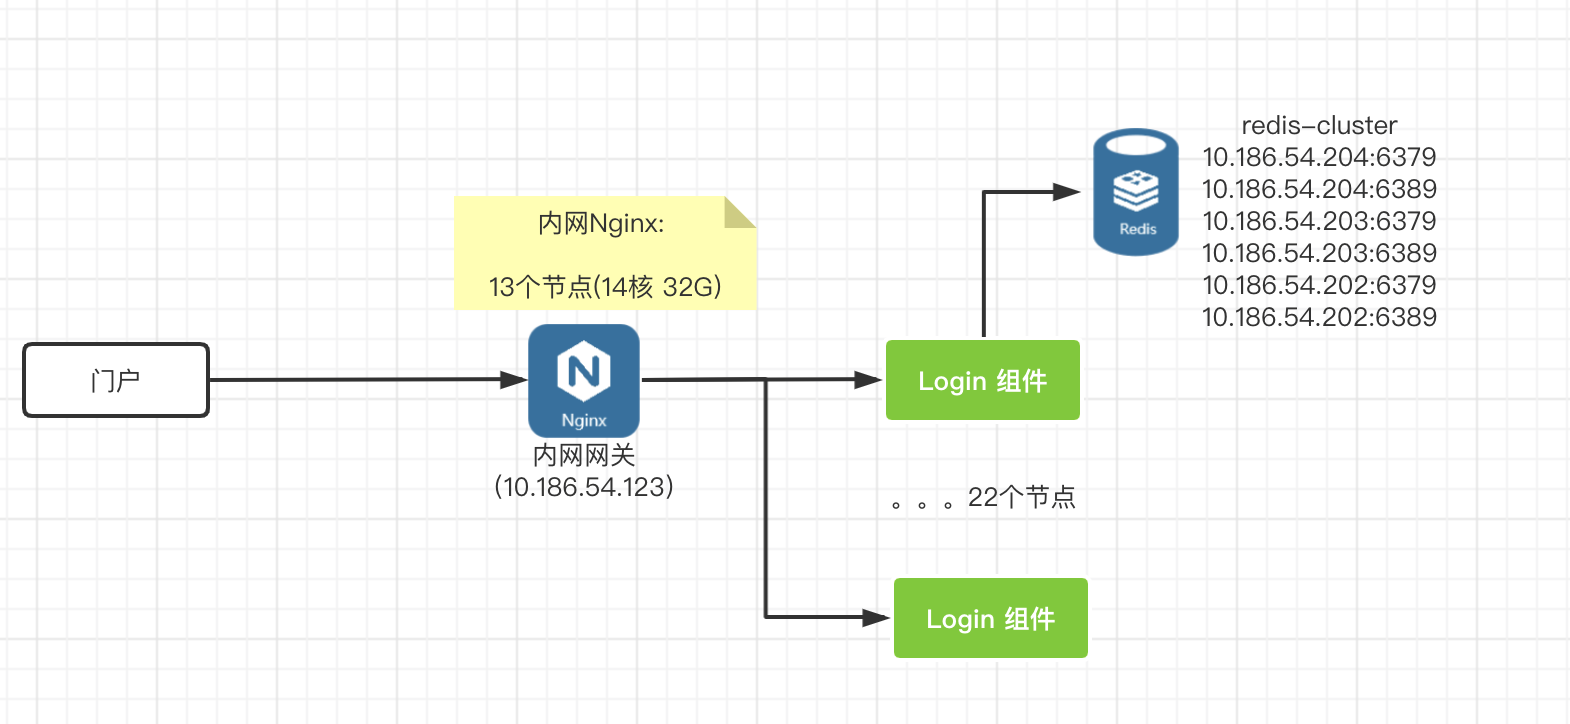 门户
内网Nginx:
13个节点(14核 32G)
Nginx
内网网关
(10.186.54.123)
Login 组件
。。。22个节点
Login 组件
Redis
redis-cluster
10.186.54.204:6379
10.186.54.204:6389
10.186.54.203:6379
10.186.54.203:6389
10.186.54.202:6379
10.186.54.202:6389